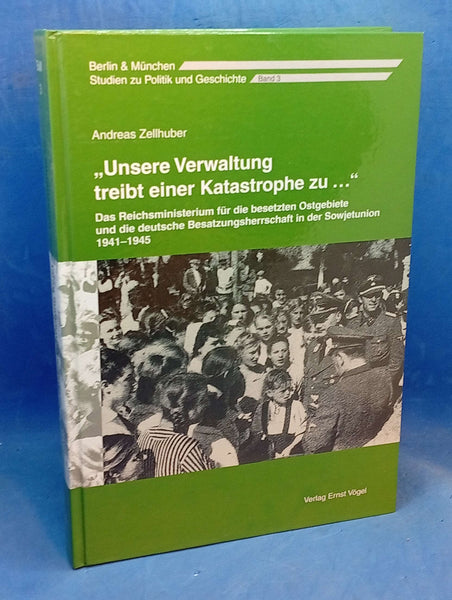 Berlin & München
Studien zu Politik und Geschichte Band 3
Andreas Zellhuber
„Unsere Verwaltung
treibt einer Katastrophe zu …“
Das Reichsministerium für die besetzten Ostgebiete
und die deutsche Besatzungsherrschaft in der Sowjetunion
1941–1945
Verlag Ernst Vögel